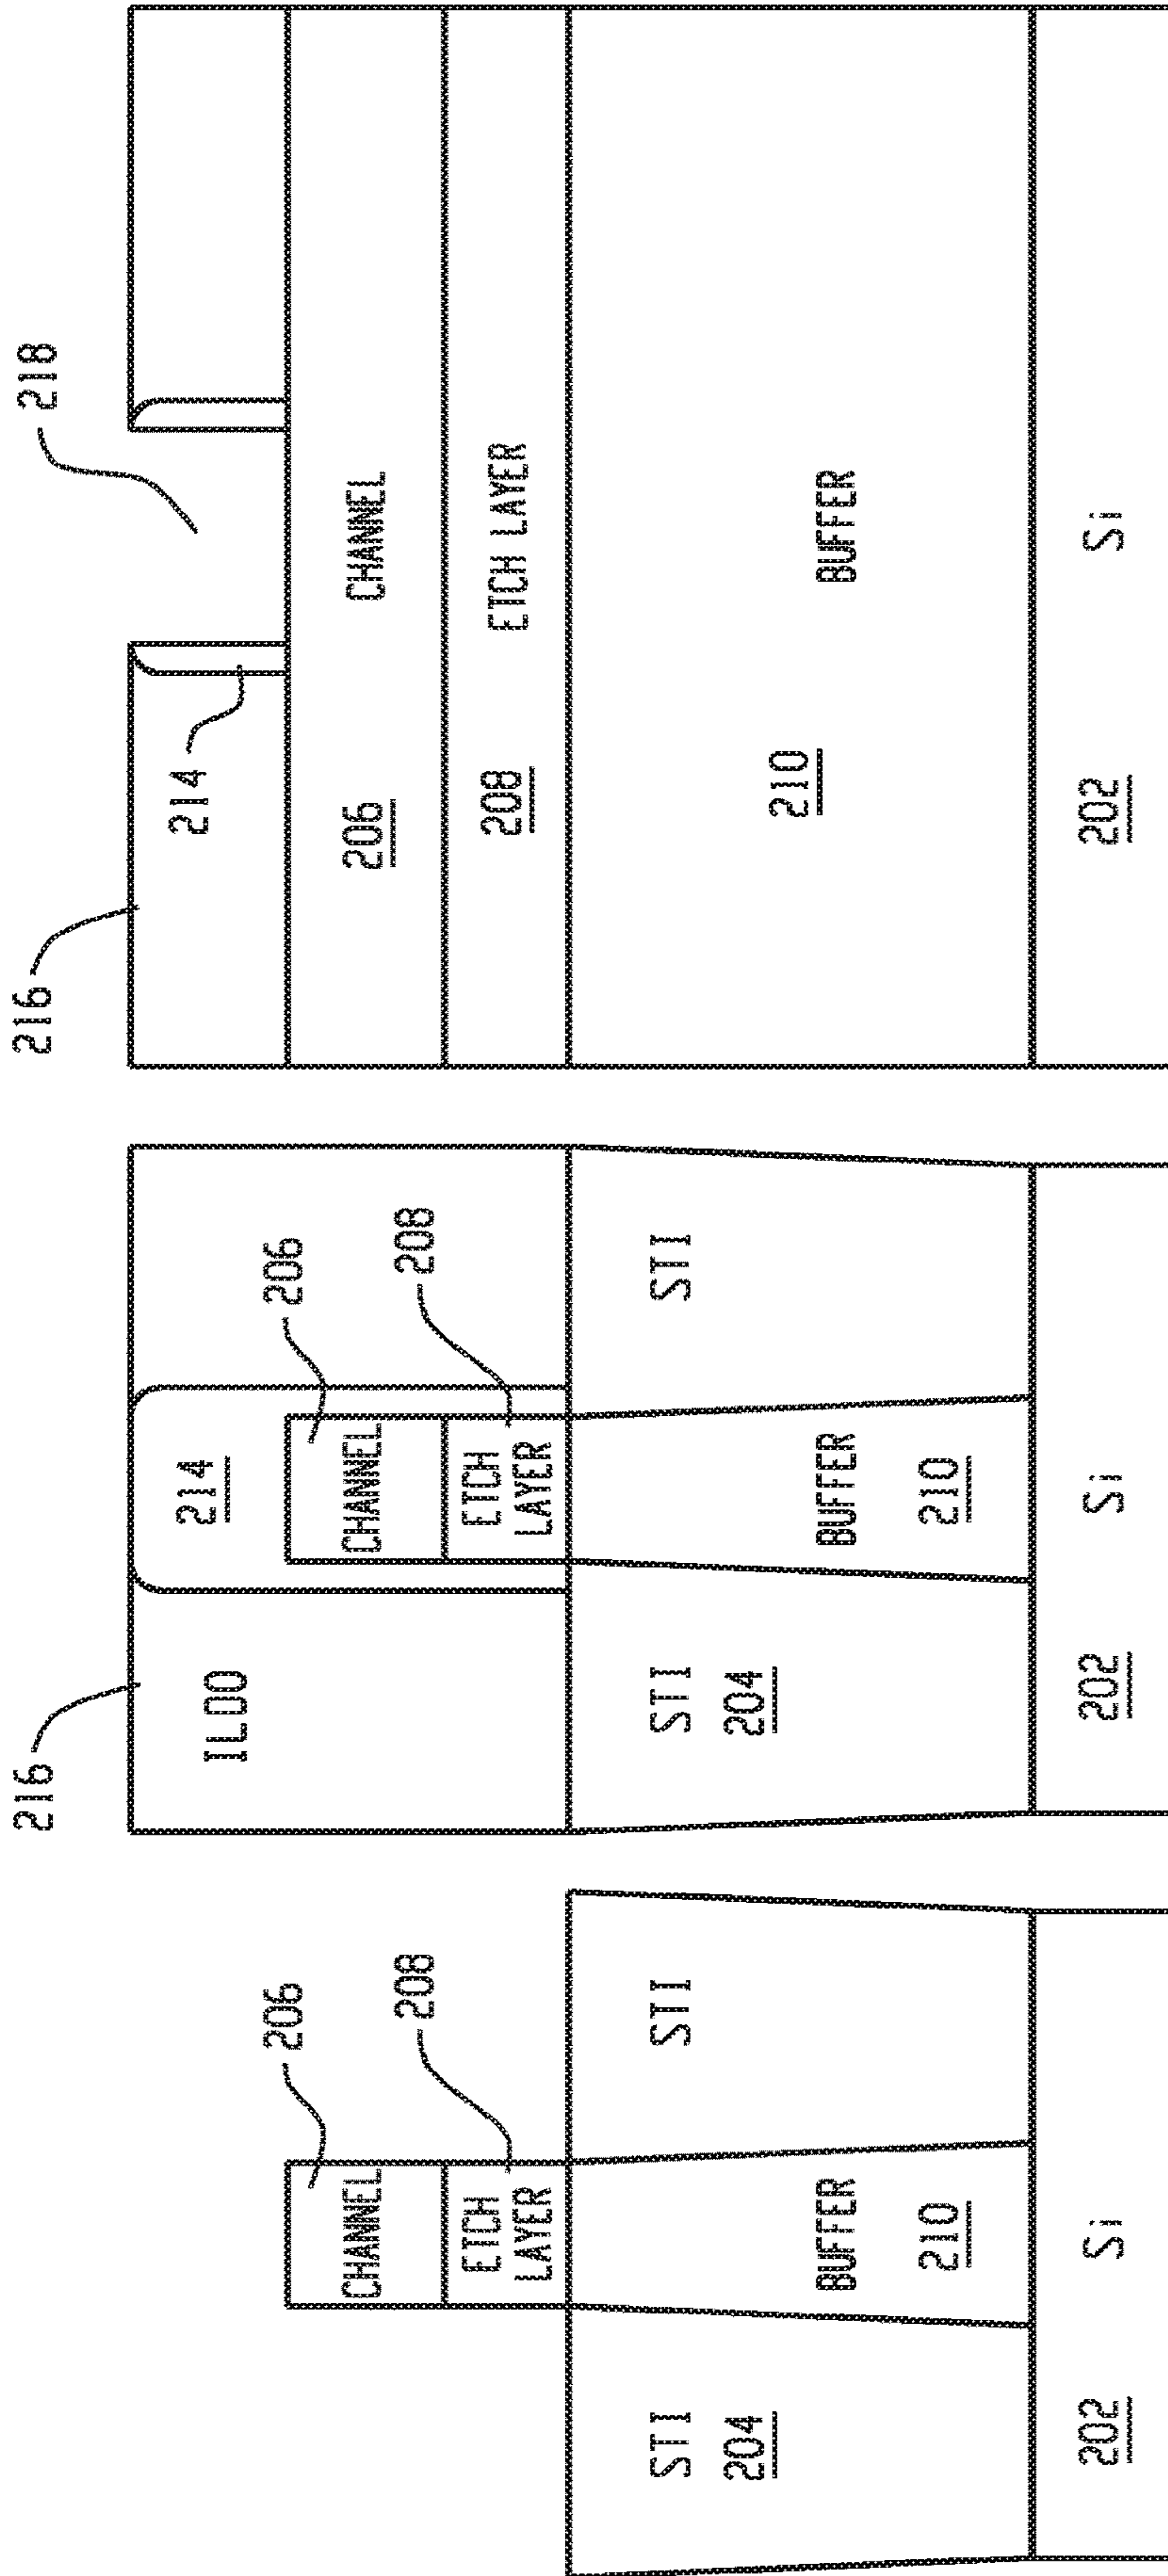 206
208
CHANNEL
ETCH
LAYER
STI
204
STI
BUFFER
210
202
Si
216
ILD0
214
206
208
CHANNEL
ETCH
LAYER
STI
204
STI
BUFFER
210
202
Si
216
218
214
206
CHANNEL
208
ETCH LAYER
210
BUFFER
202
Si